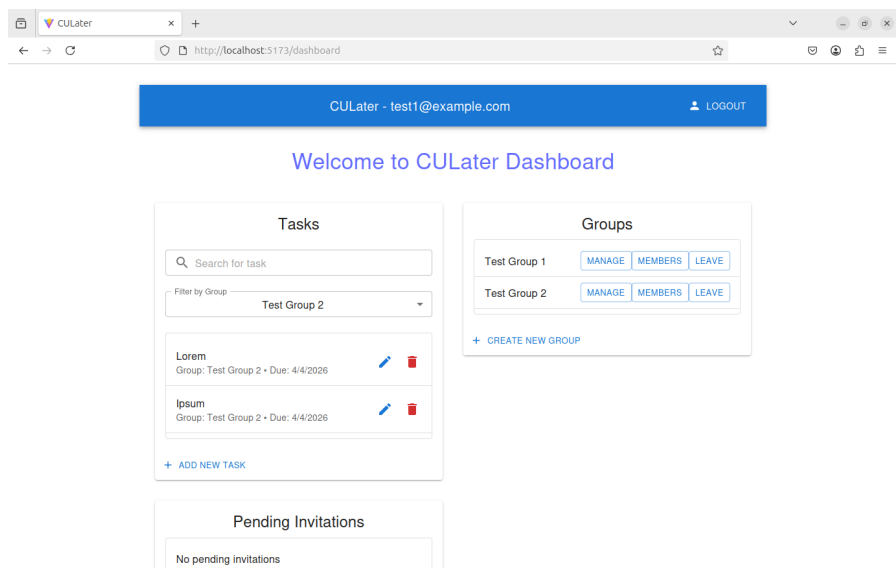 CULater
http://localhost:5173/dashboard
CULater - test1@example.com
LOGOUT
Welcome to CULater Dashboard
Tasks
Search for task
Filter by Group
Test Group 2
Lorem
Group: Test Group 2 • Due: 4/4/2026
Ipsum
Group: Test Group 2 • Due: 4/4/2026
+ ADD NEW TASK
Groups
Test Group 1 MANAGE MEMBERS LEAVE
Test Group 2 MANAGE MEMBERS LEAVE
+ CREATE NEW GROUP
Pending Invitations
No pending invitations